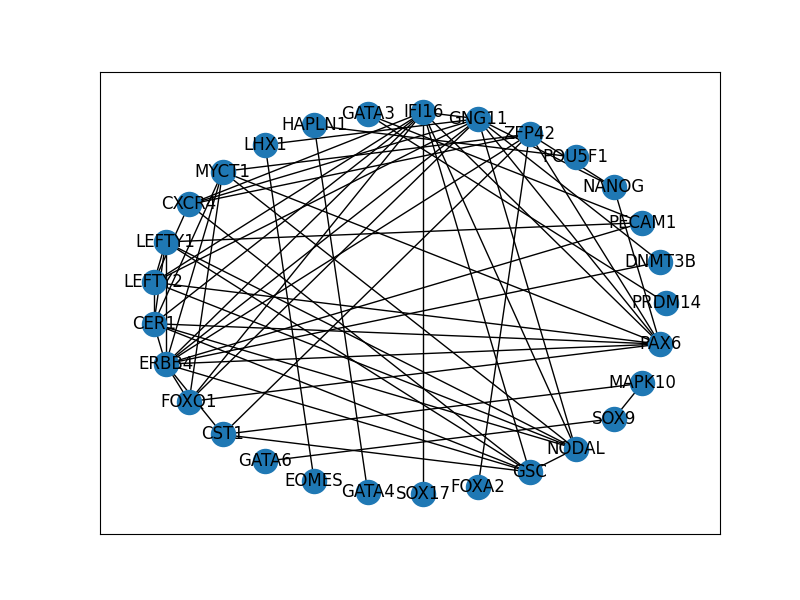 IFI16
GATA3
GNG11
HAPLN1
ZFP42
LHX1
POU5F1
MYCT1
NANOG
CXCR4
PECAM1
LEFTY1
DNMT3B
LEFTY2
PRDM14
CER1
PAX6
ERBB4
MAPK10
FOXO1
SOX9
CST1
NODAL
GATA6
GSC
EOMES
FOXA2
GATA4
SOX17